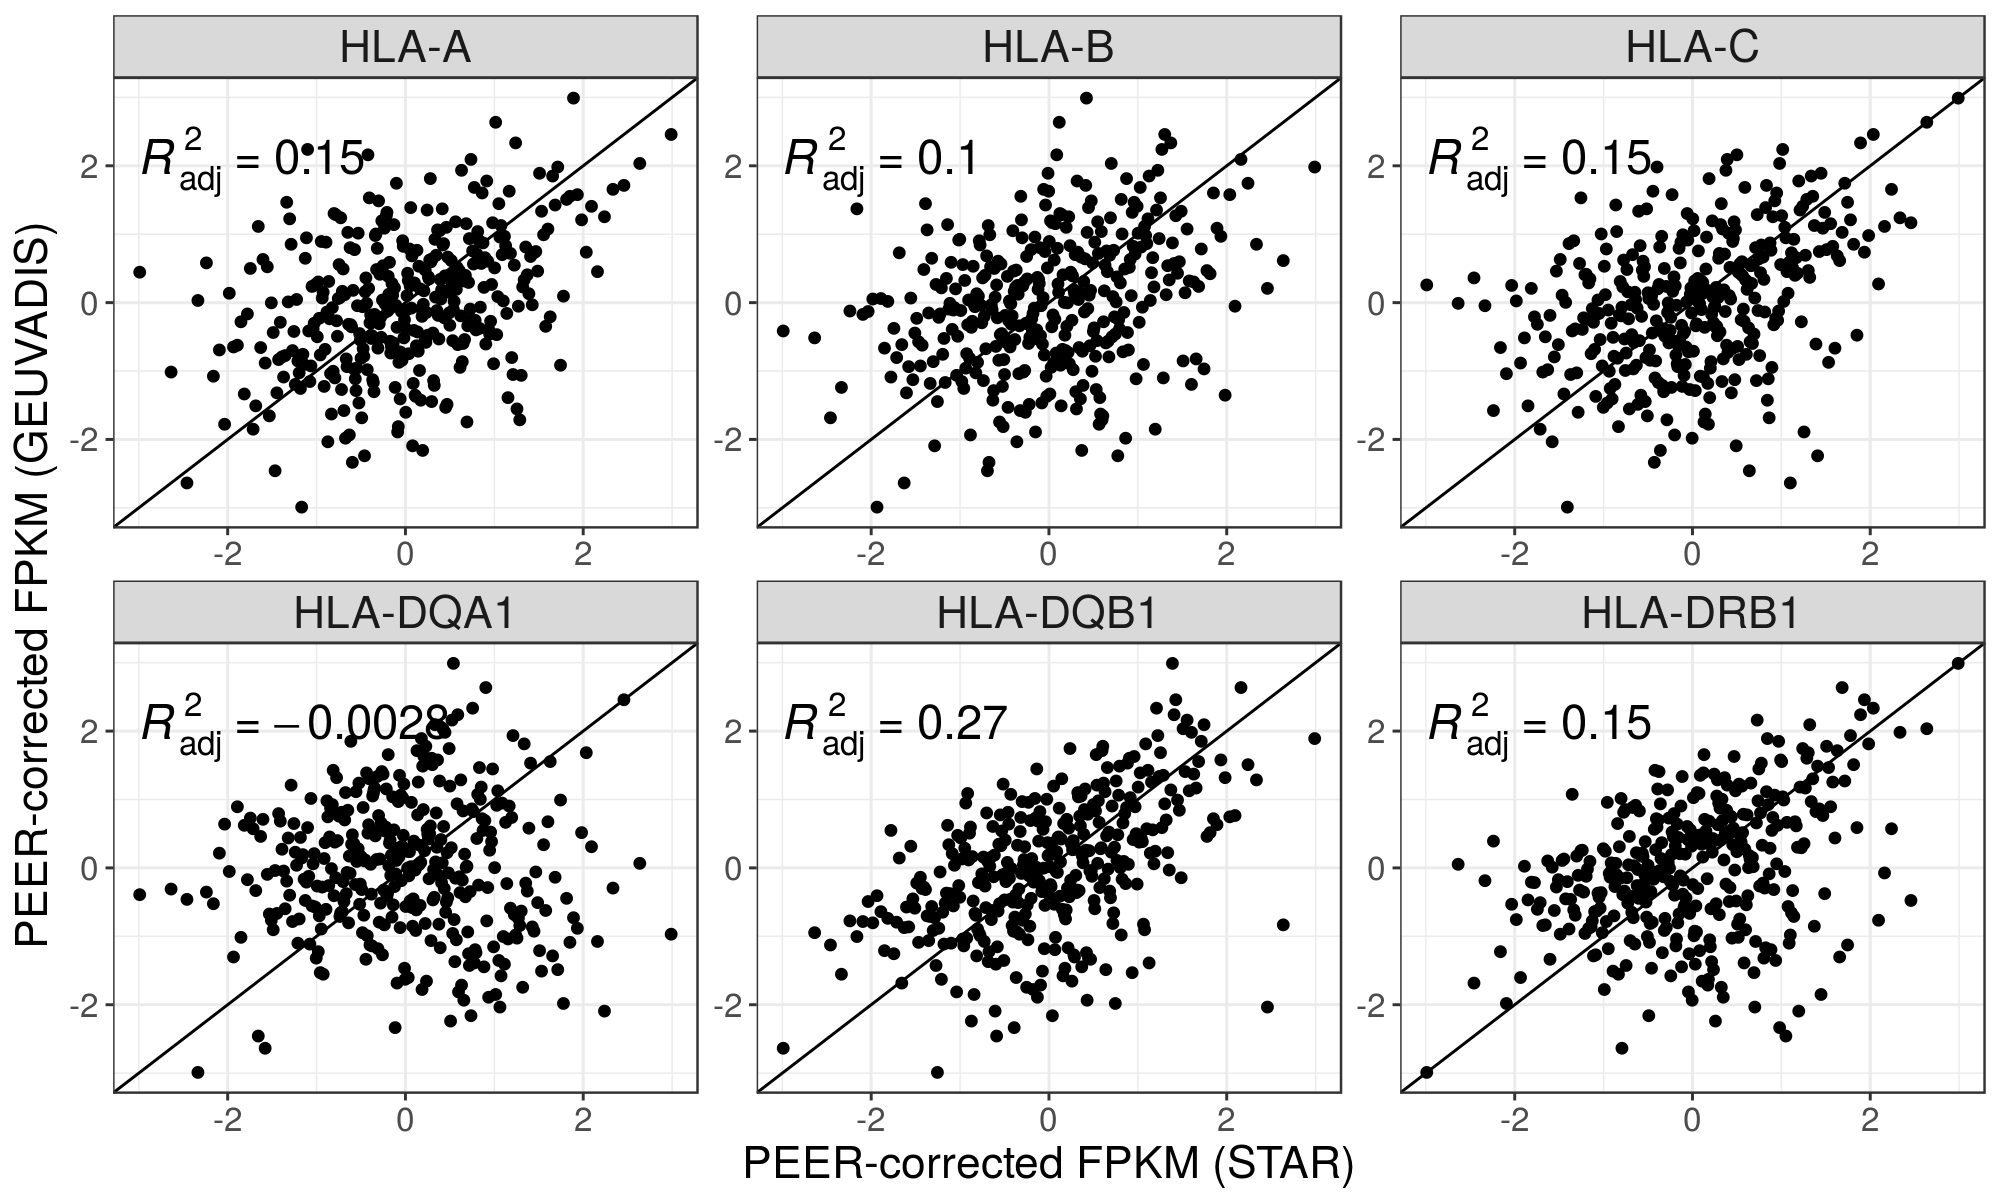 HLA-A
HLA-B
HLA-C
R²adj = 0.15
R²adj = 0.1
R²adj = 0.15
2
0
-2
2
0
-2
2
0
-2
-2 0 2
-2 0 2
-2 0 2
HLA-DQA1
HLA-DQB1
HLA-DRB1
R²adj = −0.0028
R²adj = 0.27
R²adj = 0.15
2
0
-2
2
0
-2
2
0
-2
-2 0 2
-2 0 2
-2 0 2
PEER-corrected FPKM (STAR)
PEER-corrected FPKM (GEUVADIS)